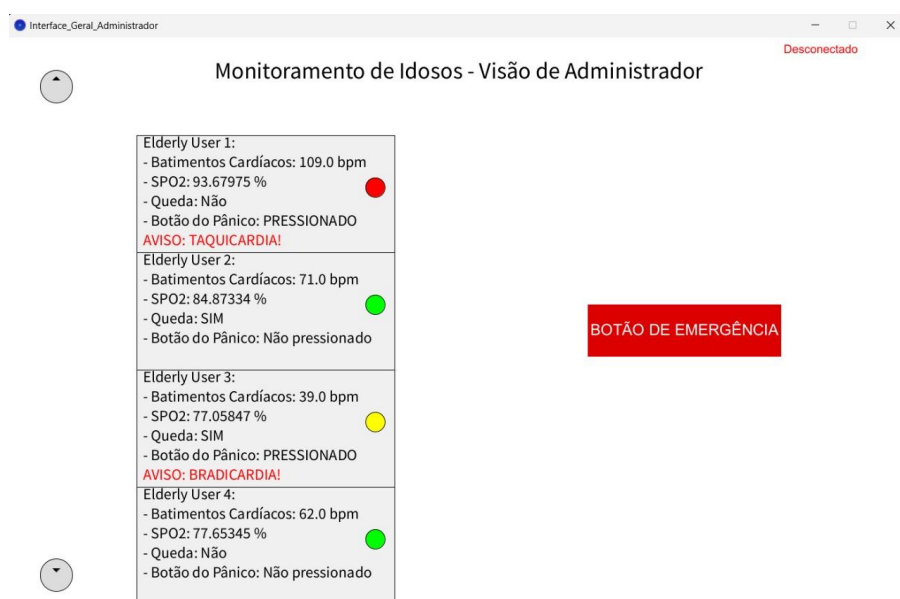 Interface_Geral_Administrador
Desconectado
Monitoramento de Idosos - Visão de Administrador
Elderly User 1:
- Batimentos Cardíacos: 109.0 bpm
- SPO2: 93.67975 %
- Queda: Não
- Botão do Pânico: PRESSIONADO
AVISO: TAQUICARDIA!
Elderly User 2:
- Batimentos Cardíacos: 71.0 bpm
- SPO2: 84.87334 %
- Queda: SIM
- Botão do Pânico: Não pressionado
Elderly User 3:
- Batimentos Cardíacos: 39.0 bpm
- SPO2: 77.05847 %
- Queda: SIM
- Botão do Pânico: PRESSIONADO
AVISO: BRADICARDIA!
Elderly User 4:
- Batimentos Cardíacos: 62.0 bpm
- SPO2: 77.65345 %
- Queda: Não
- Botão do Pânico: Não pressionado
BOTÃO DE EMERGÊNCIA